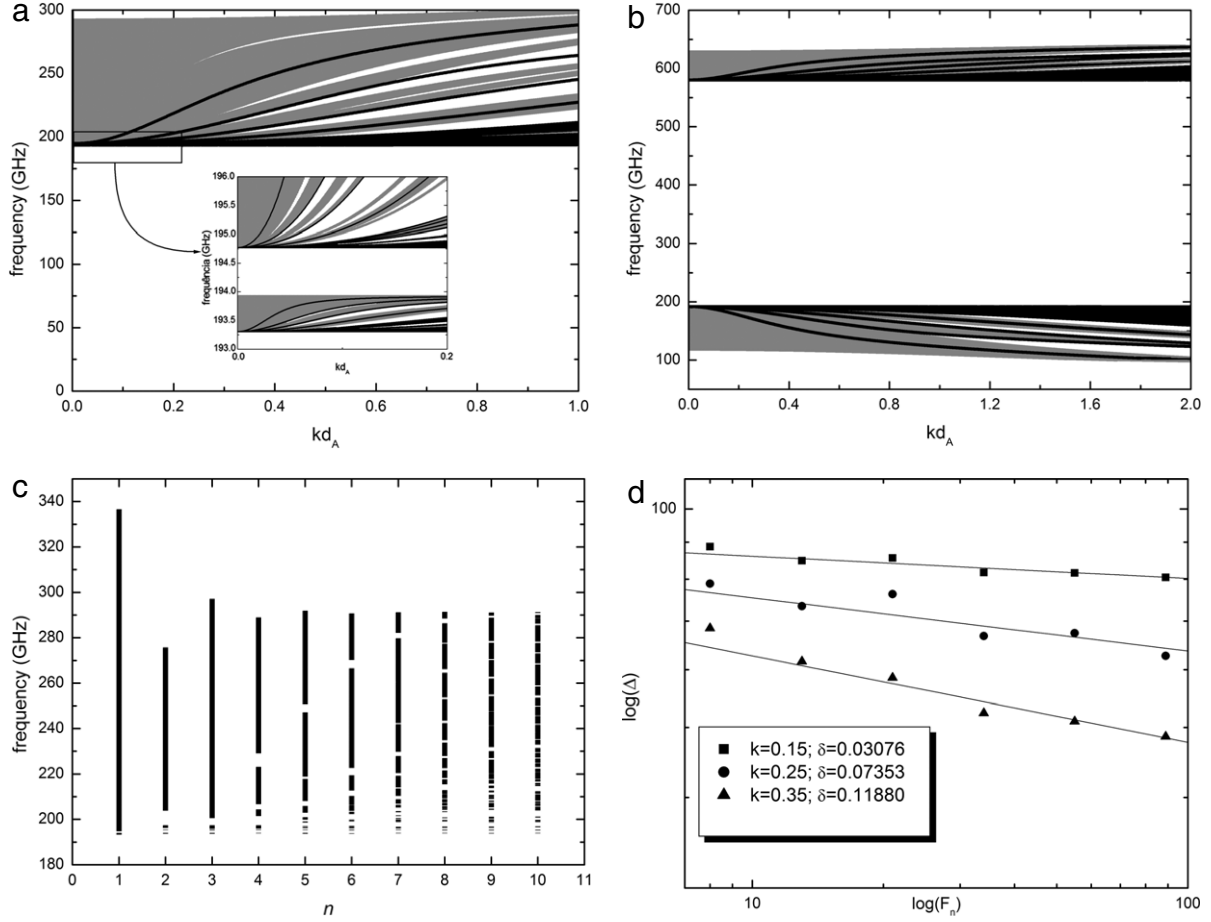 a
frequency (GHz)
300
250
200
150
100
50
0
0.0
0.2
0.4
0.6
0.8
1.0
kd_A
frequência (GHz)
196.0
195.5
195.0
194.5
194.0
193.5
193.0
0.0
0.2
kd_A
b
frequency (GHz)
700
600
500
400
300
200
100
0.0
0.4
0.8
1.2
1.6
2.0
kd_A
c
frequency (GHz)
340
320
300
280
260
240
220
200
180
0 1 2 3 4 5 6 7 8 9 10 11
n
d
log(Δ)
100
k=0.15; δ=0.03076
k=0.25; δ=0.07353
k=0.35; δ=0.11880
10
100
log(F_n)